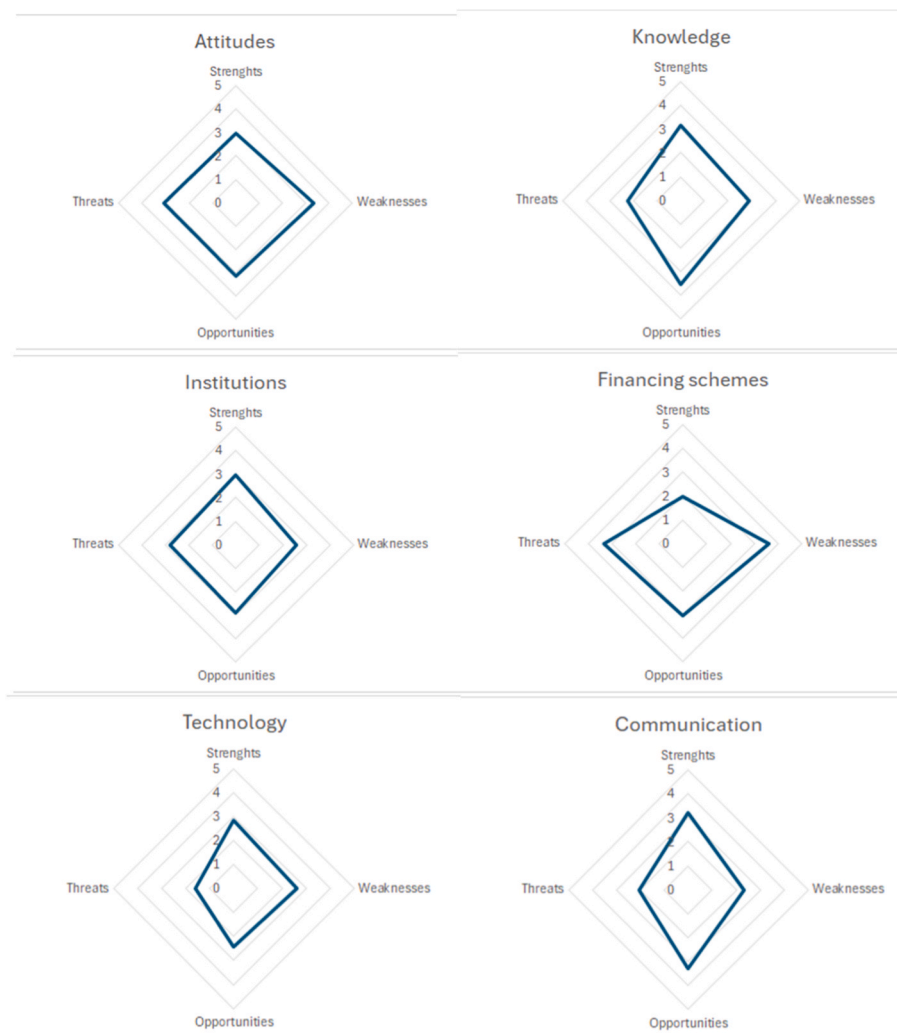 Attitudes
Strenghts
5
4
3
2
1
0
Threats
Weaknesses
Opportunities
Knowledge
Strenghts
5
4
3
2
1
0
Threats
Weaknesses
Opportunities
Institutions
Strenghts
5
4
3
2
1
0
Threats
Weaknesses
Opportunities
Financing schemes
Strenghts
5
4
3
2
1
0
Threats
Weaknesses
Opportunities
Technology
Strenghts
5
4
3
2
1
0
Threats
Weaknesses
Opportunities
Communication
Strenghts
5
4
3
2
1
0
Threats
Weaknesses
Opportunities